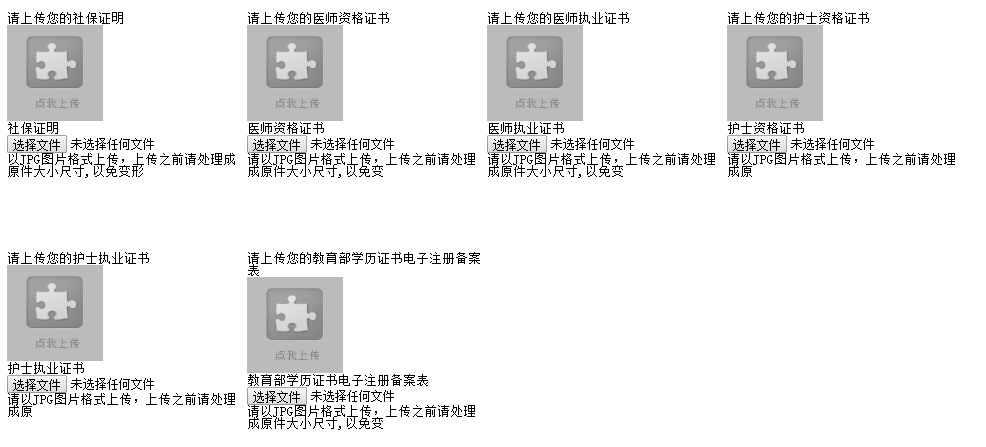 请上传您的社保证明
点我上传
社保证明
选择文件 未选择任何文件
以JPG图片格式上传，上传之前请处理成
原件大小尺寸,以免变形
请上传您的医师资格证书
点我上传
医师资格证书
选择文件 未选择任何文件
请以JPG图片格式上传，上传之前请处理
成原件大小尺寸,以免变
请上传您的医师执业证书
点我上传
医师执业证书
选择文件 未选择任何文件
请以JPG图片格式上传，上传之前请处理
成原件大小尺寸,以免变
请上传您的护士资格证书
点我上传
护士资格证书
选择文件 未选择任何文件
请以JPG图片格式上传，上传之前请处理
成原
请上传您的护士执业证书
点我上传
护士执业证书
选择文件 未选择任何文件
请以JPG图片格式上传，上传之前请处理
成原
请上传您的教育部学历证书电子注册备案
表
点我上传
教育部学历证书电子注册备案表
选择文件 未选择任何文件
请以JPG图片格式上传，上传之前请处理
成原件大小尺寸,以免变